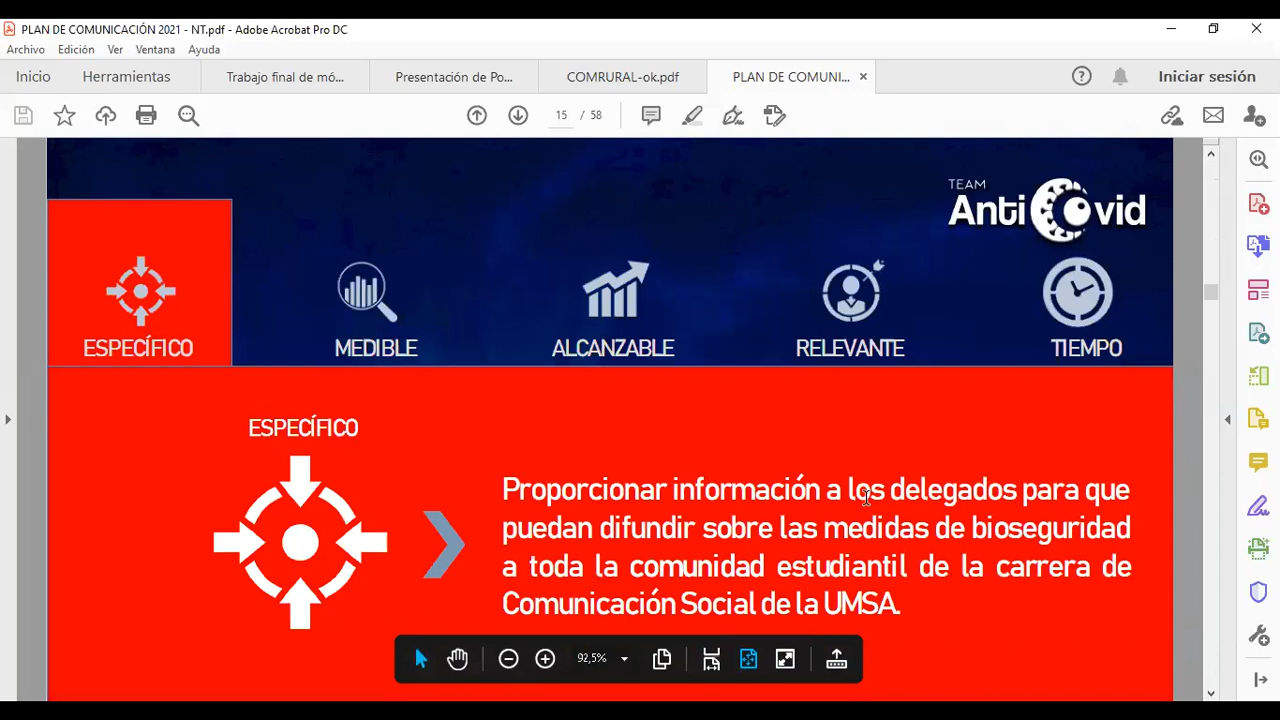 PLAN DE COMUNICACIÓN 2021 - NT.pdf - Adobe Acrobat Pro DC
Archivo Edición Ver Ventana Ayuda
Inicio Herramientas Trabajo final de mó... Presentación de Po... COMRURAL-ok.pdf PLAN DE COMUNI... Iniciar sesión
15 / 58
TEAM
AntiCovid
ESPECÍFICO MEDIBLE ALCANZABLE RELEVANTE TIEMPO
ESPECÍFICO
Proporcionar información a los delegados para que
puedan difundir sobre las medidas de bioseguridad
a toda la comunidad estudiantil de la carrera de
Comunicación Social de la UMSA.
92,5%